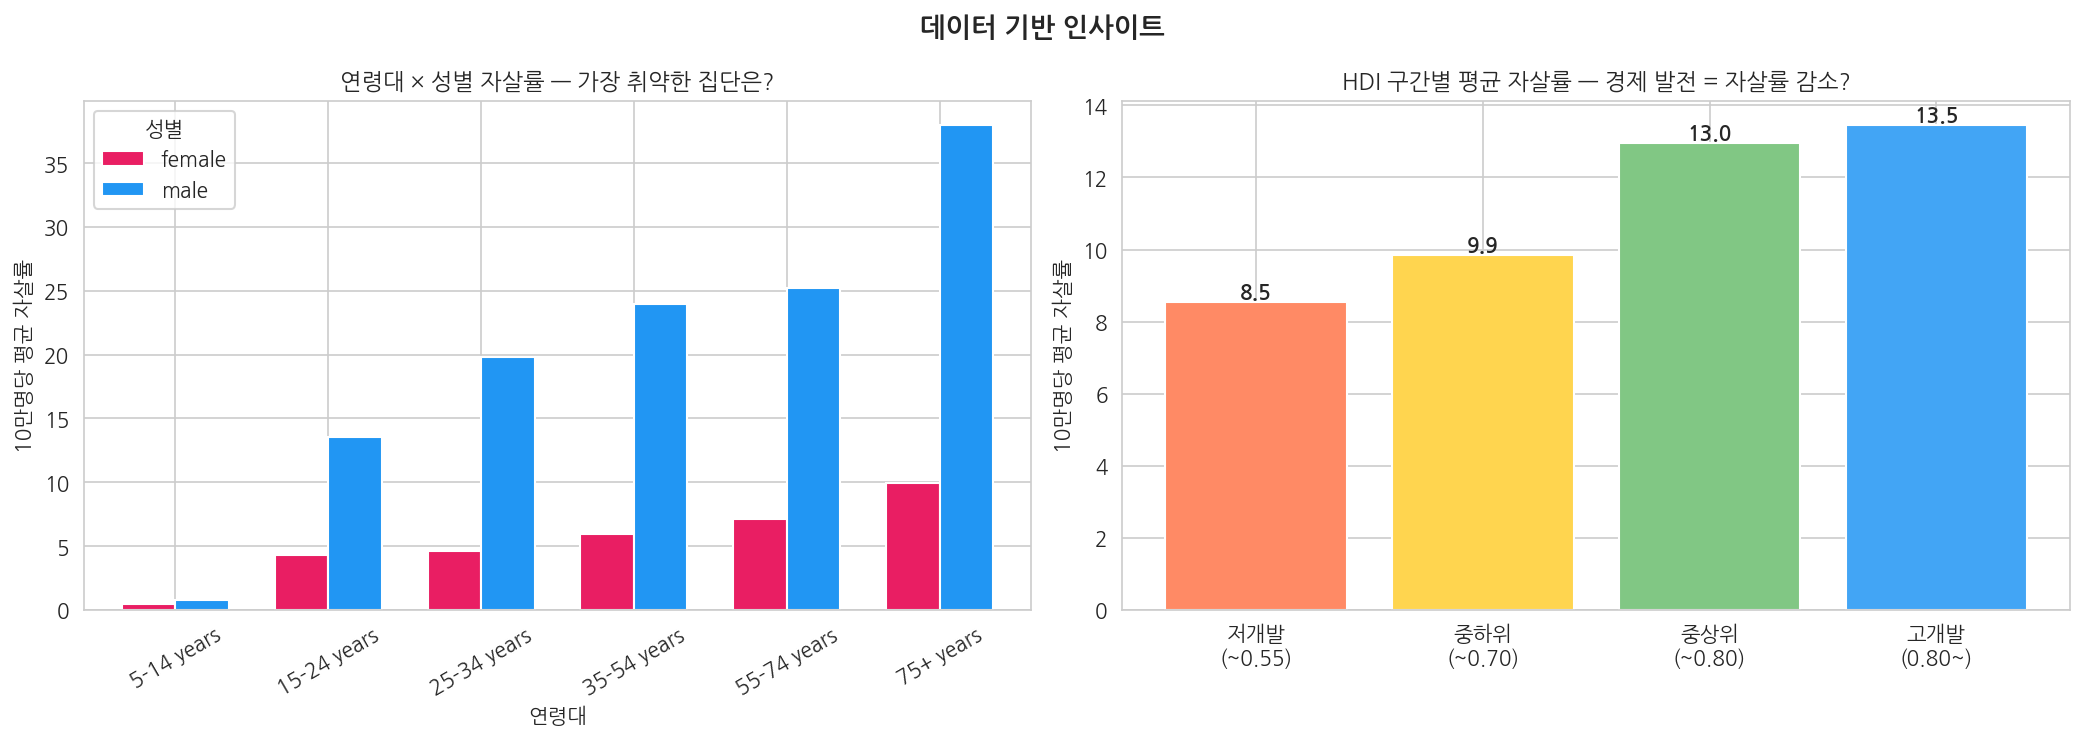 데이터 기반 인사이트
연령대 × 성별 자살률 — 가장 취약한 집단은?
성별
female
male
10만명당 평균 자살률
35
30
25
20
15
10
5
0
5-14 years
15-24 years
25-34 years
35-54 years
55-74 years
75+ years
연령대
HDI 구간별 평균 자살률 — 경제 발전 = 자살률 감소?
10만명당 평균 자살률
14
12
10
8
6
4
2
0
8.5
9.9
13.0
13.5
저개발
(~0.55)
중하위
(~0.70)
중상위
(~0.80)
고개발
(0.80~)